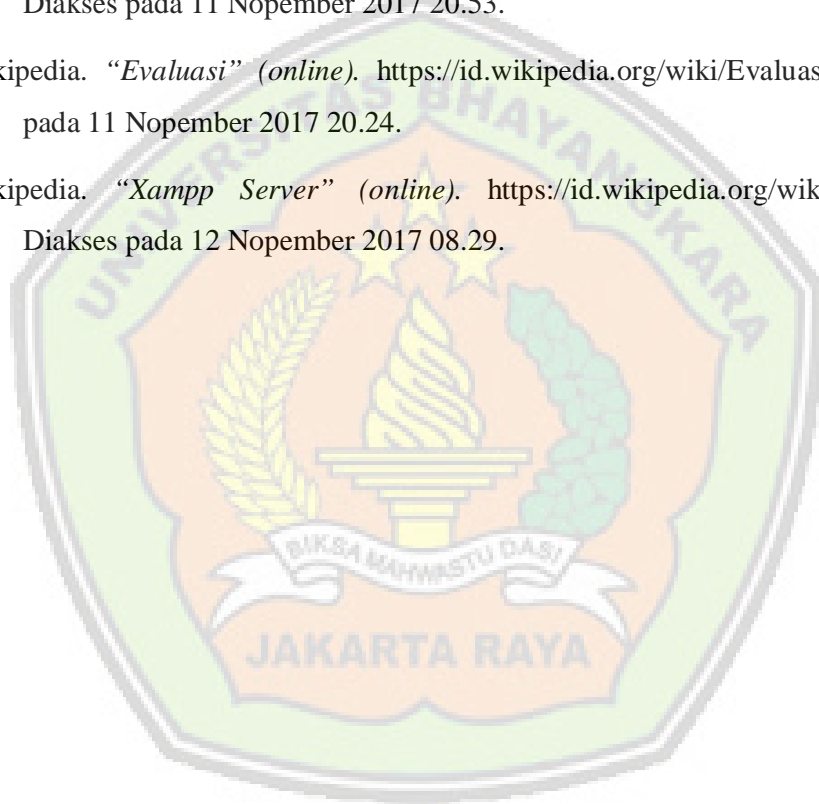 Diakses pada 11 Nopember 2017 20.53.
kipedia. “Evaluasi” (online). https://id.wikipedia.org/wiki/Evaluas
pada 11 Nopember 2017 20.24.
kipedia. “Xampp Server” (online). https://id.wikipedia.org/wik
Diakses pada 12 Nopember 2017 08.29.
UNIVERSITAS BHAYANGKARA
BIKSA MAHWASTU DASI
JAKARTA RAYA